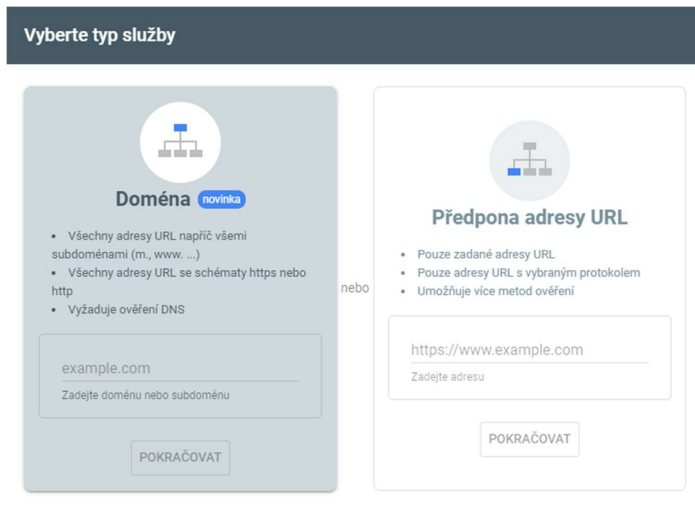 Vyberte typ služby
Doména novinka
Všechny adresy URL napříč všemi
subdoménami (m., www. ...)
Všechny adresy URL se schématy https nebo
http
Vyžaduje ověření DNS
example.com
Zadejte doménu nebo subdoménu
POKRAČOVAT
nebo
Předpona adresy URL
Pouze zadané adresy URL
Pouze adresy URL s vybraným protokolem
Umožňuje více metod ověření
https://www.example.com
Zadejte adresu
POKRAČOVAT